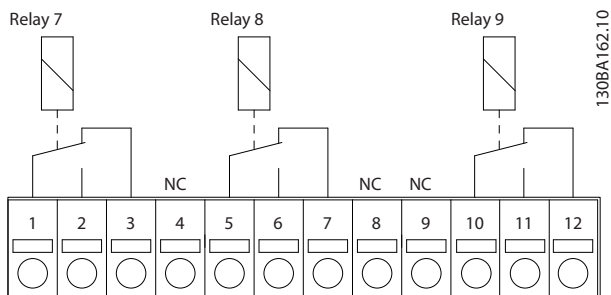 Relay 7
Relay 8
Relay 9
130BA162.10
NC
NC
NC
1 2 3 4 5 6 7 8 9 10 11 12